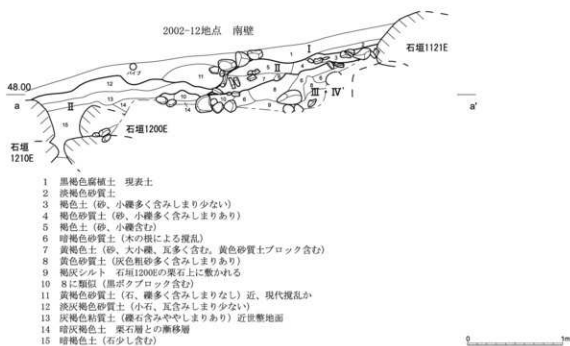 2002-12地点 南壁
石垣1121E
パイプ
48.00
a
a'
Ⅰ
Ⅱ
Ⅱ
Ⅲ・Ⅳ'
石垣1200E
石垣
1210E
1 黒褐色腐植土 現表土
2 淡褐色砂質土
3 褐色土（砂、小礫多く含みしまり少ない）
4 褐色砂質土（砂、小礫多く含みしまりあり）
5 褐色土（砂、小礫含む）
6 暗褐色砂質土（木の根による撹乱）
7 黄褐色土（砂、大小礫、瓦多く含む。黄色砂質土ブロック含む）
8 黄色砂質土（灰色粗砂多く含みしまりあり）
9 褐灰シルト 石垣1200Eの栗石上に敷かれる
10 8に類似（黒ボクブロック含む）
11 黄褐色砂質土（石、礫多く含みしまりなし）近、現代撹乱か
12 淡灰褐色砂質土（小石、瓦含みしまり少ない）
13 灰褐色粘質土（礫石含みややしまりあり）近世整地面
14 暗灰褐色土 栗石層との漸移層
15 暗褐色土（石少し含む）
0
1m